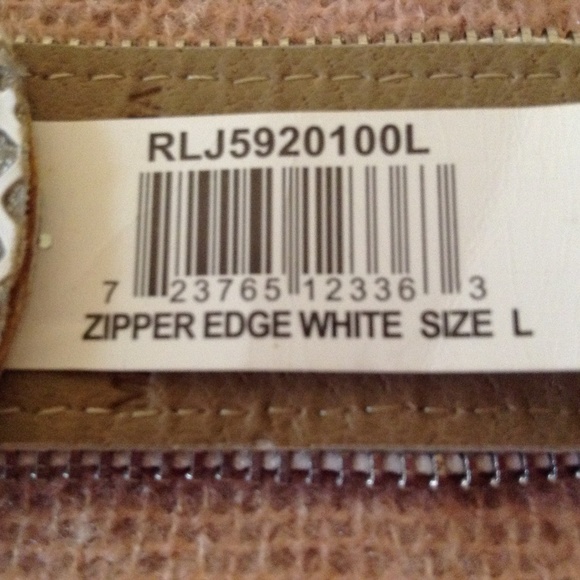 RLJ5920100L
7 23765 12336 3
ZIPPER EDGE WHITE SIZE L